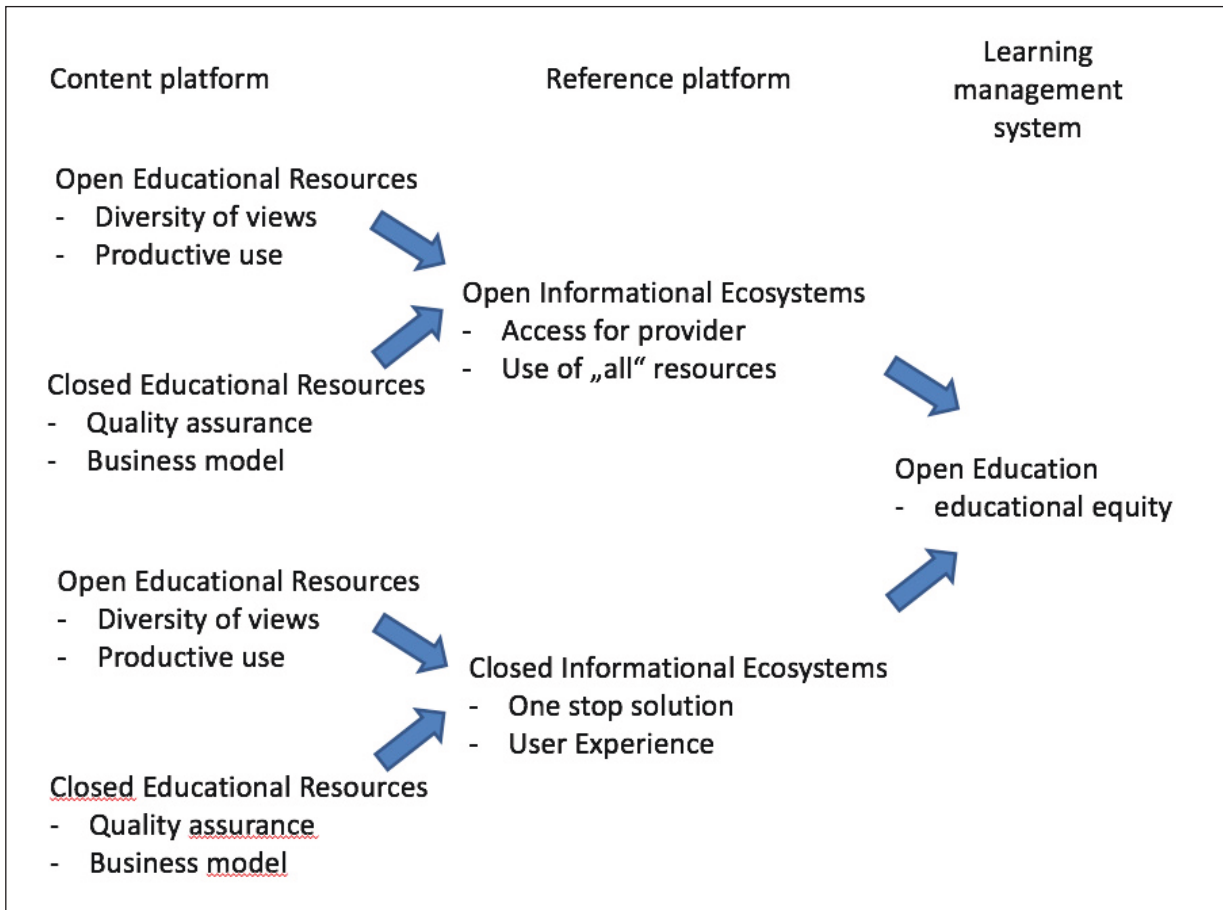 Content platform
Reference platform
Learning
management
system
Open Educational Resources
- Diversity of views
- Productive use
Closed Educational Resources
- Quality assurance
- Business model
Open Informational Ecosystems
- Access for provider
- Use of „all“ resources
Open Educational Resources
- Diversity of views
- Productive use
Closed Educational Resources
- Quality assurance
- Business model
Closed Informational Ecosystems
- One stop solution
- User Experience
Open Education
- educational equity